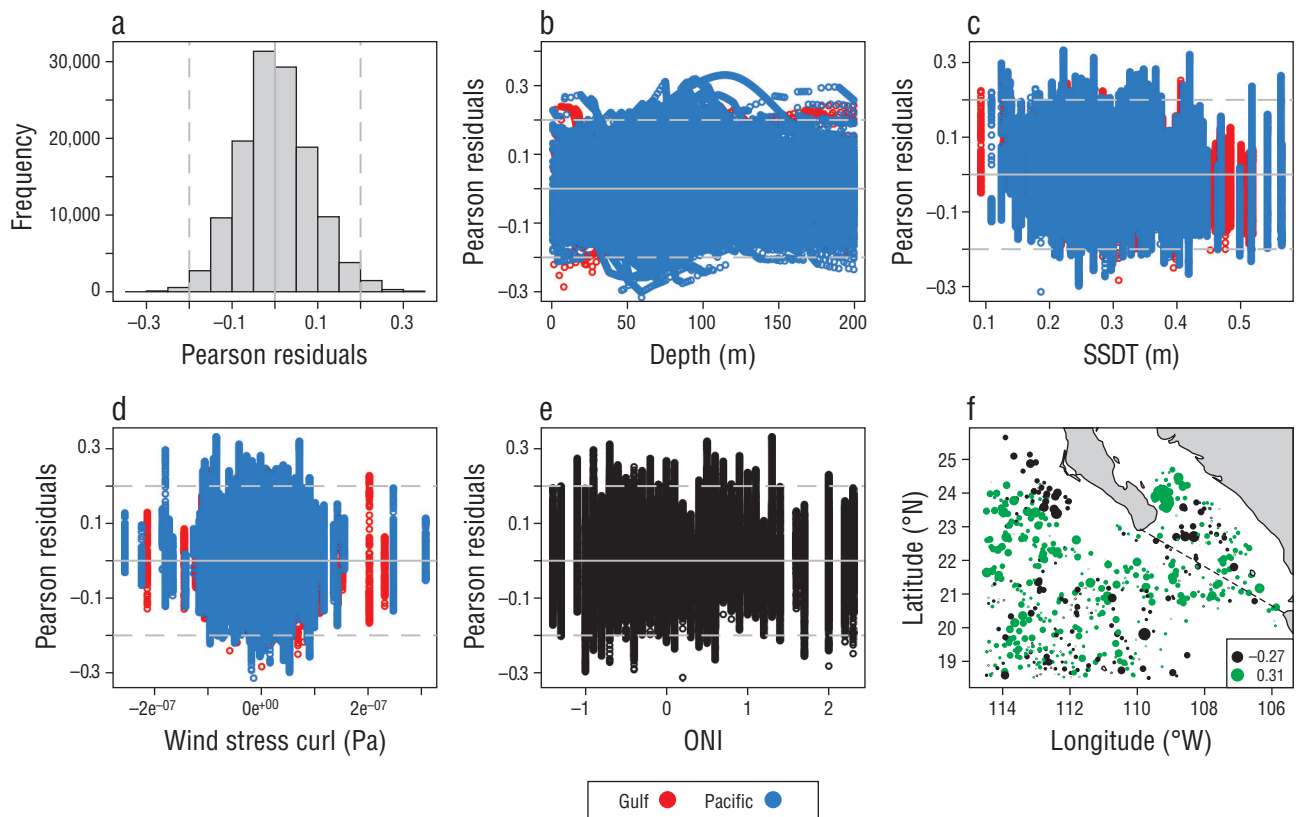 a
30,000
20,000
10,000
0
Frequency
–0.3 –0.1 0.1 0.3
Pearson residuals
b
0.3
0.1
–0.1
–0.3
Pearson residuals
0 50 100 150 200
Depth (m)
c
0.3
0.1
–0.1
–0.3
Pearson residuals
0.1 0.2 0.3 0.4 0.5
SSDT (m)
d
0.3
0.1
–0.1
–0.3
Pearson residuals
–2e-07 0e+00 2e-07
Wind stress curl (Pa)
e
0.3
0.1
–0.1
–0.3
Pearson residuals
–1 0 1 2
ONI
f
25
24
23
22
21
20
19
Latitude (°N)
–0.27
0.31
114 112 110 108 106
Longitude (°W)
Gulf Pacific